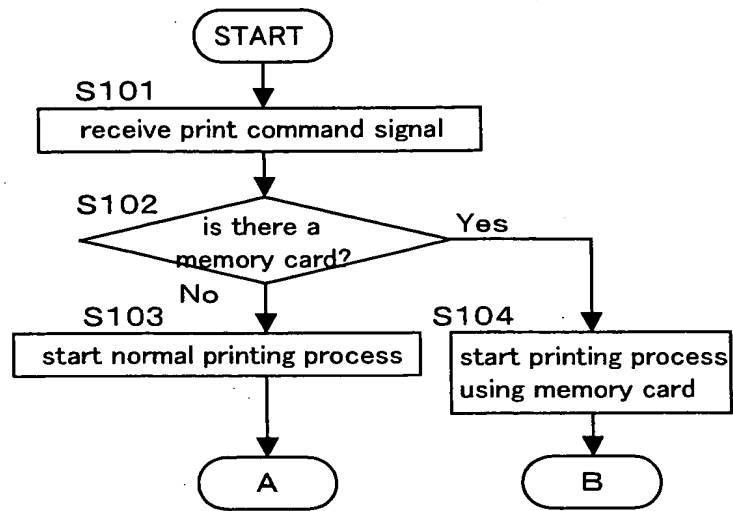 START
S101
receive print command signal
S102
is there a
memory card?
Yes
No
S103
start normal printing process
S104
start printing process
using memory card
A
B